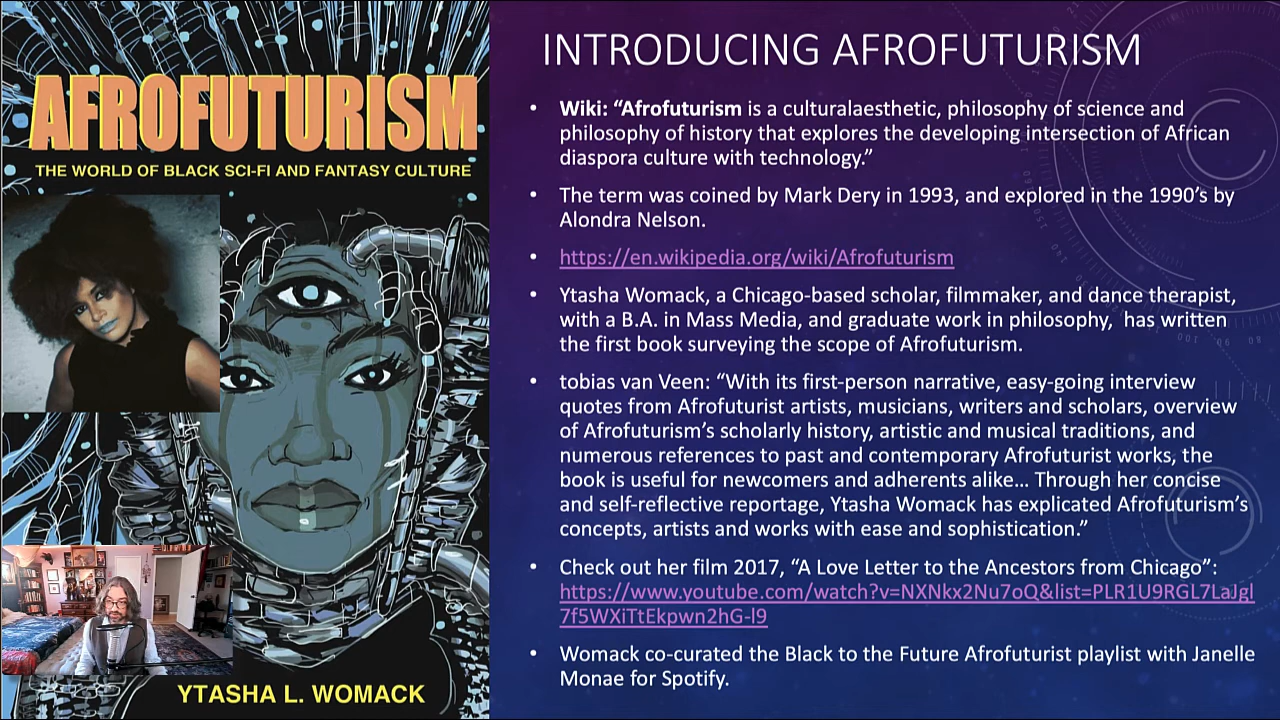 AFROFUTURISM
THE WORLD OF BLACK SCI-FI AND FANTASY CULTURE
YTASHA L. WOMACK
INTRODUCING AFROFUTURISM
• Wiki: “Afrofuturism is a culturalaesthetic, philosophy of science and
philosophy of history that explores the developing intersection of African
diaspora culture with technology.”
• The term was coined by Mark Dery in 1993, and explored in the 1990’s by
Alondra Nelson.
• https://en.wikipedia.org/wiki/Afrofuturism
• Ytasha Womack, a Chicago-based scholar, filmmaker, and dance therapist,
with a B.A. in Mass Media, and graduate work in philosophy,  has written
the first book surveying the scope of Afrofuturism.
• tobias van Veen: “With its first-person narrative, easy-going interview
quotes from Afrofuturist artists, musicians, writers and scholars, overview
of Afrofuturism’s scholarly history, artistic and musical traditions, and
numerous references to past and contemporary Afrofuturist works, the
book is useful for newcomers and adherents alike… Through her concise
and self-reflective reportage, Ytasha Womack has explicated Afrofuturism’s
concepts, artists and works with ease and sophistication.”
• Check out her film 2017, “A Love Letter to the Ancestors from Chicago”:
https://www.youtube.com/watch?v=NXNkx2Nu7oQ&list=PLR1U9RGL7LaJgl
7f5WXiTtEkpwn2hG-l9
• Womack co-curated the Black to the Future Afrofuturist playlist with Janelle
Monae for Spotify.